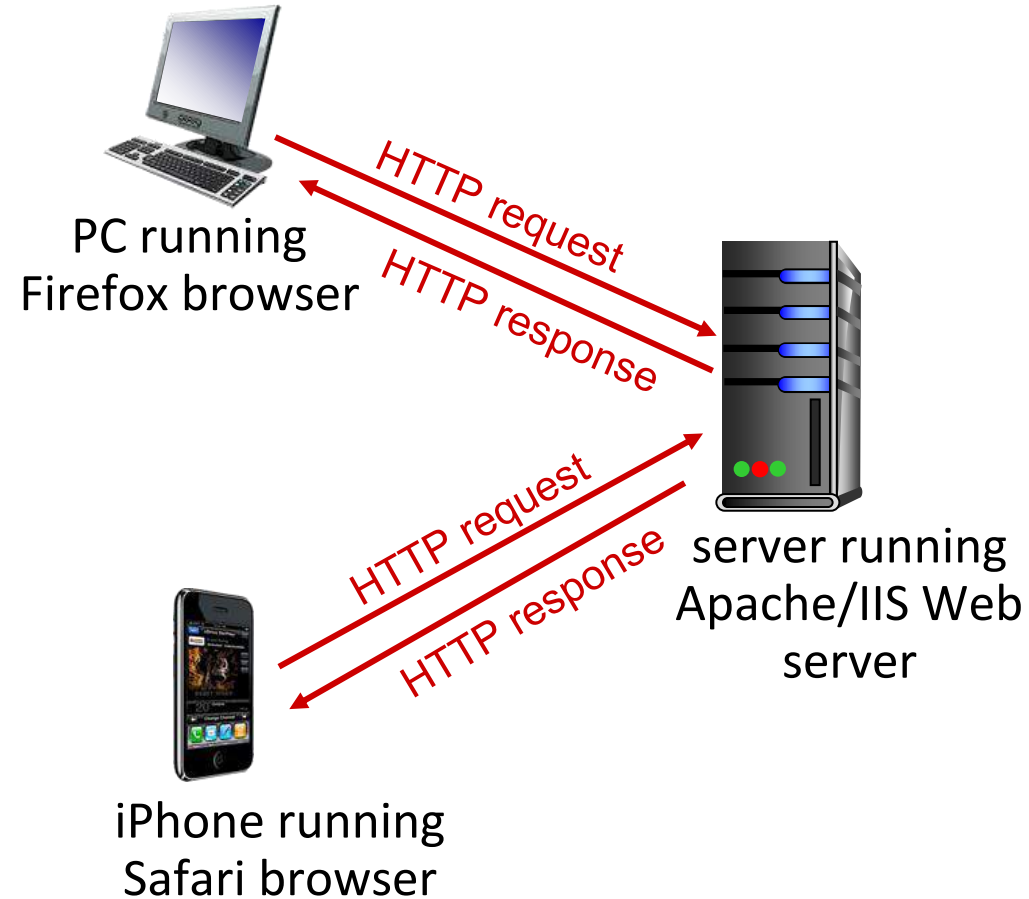 HTTP request
HTTP response
PC running
Firefox browser
HTTP request
HTTP response
server running
Apache/IIS Web
server
iPhone running
Safari browser